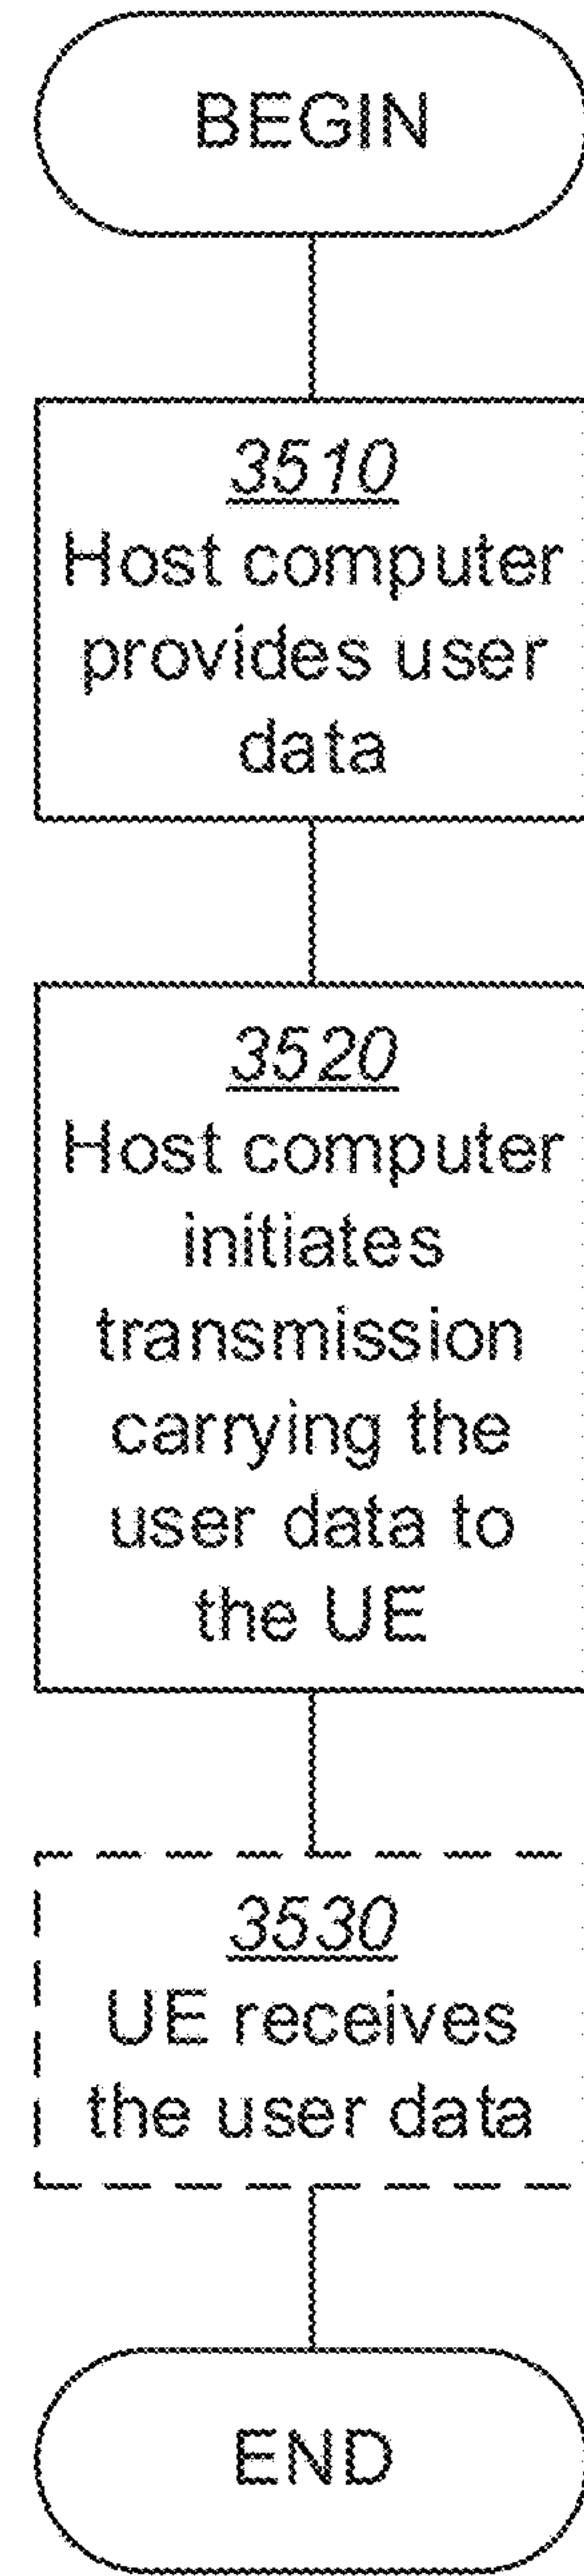 BEGIN
3510
Host computer
provides user
data
3520
Host computer
initiates
transmission
carrying the
user data to
the UE
3530
UE receives
the user data
END